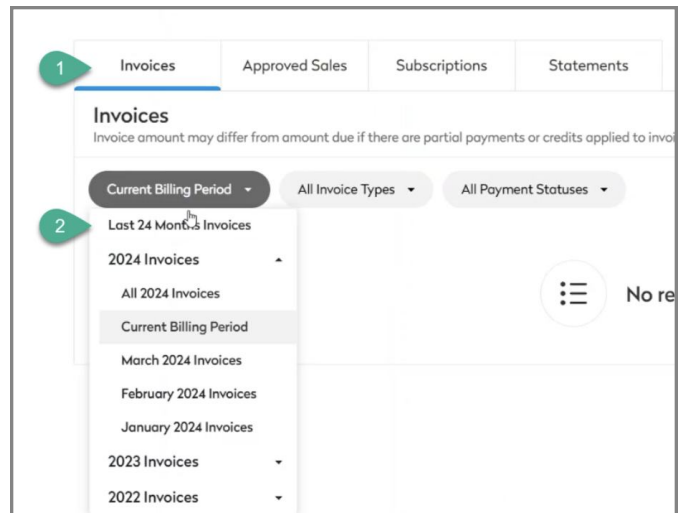 1
Invoices Approved Sales Subscriptions Statements
Invoices
Invoice amount may differ from amount due if there are partial payments or credits applied to
Current Billing Period All Invoice Types All Payment Statuses
2
Last 24 Months Invoices
2024 Invoices
All 2024 Invoices
No
Current Billing Period
March 2024 Invoices
February 2024 Invoices
January 2024 Invoices
2023 Invoices
2022 Invoices